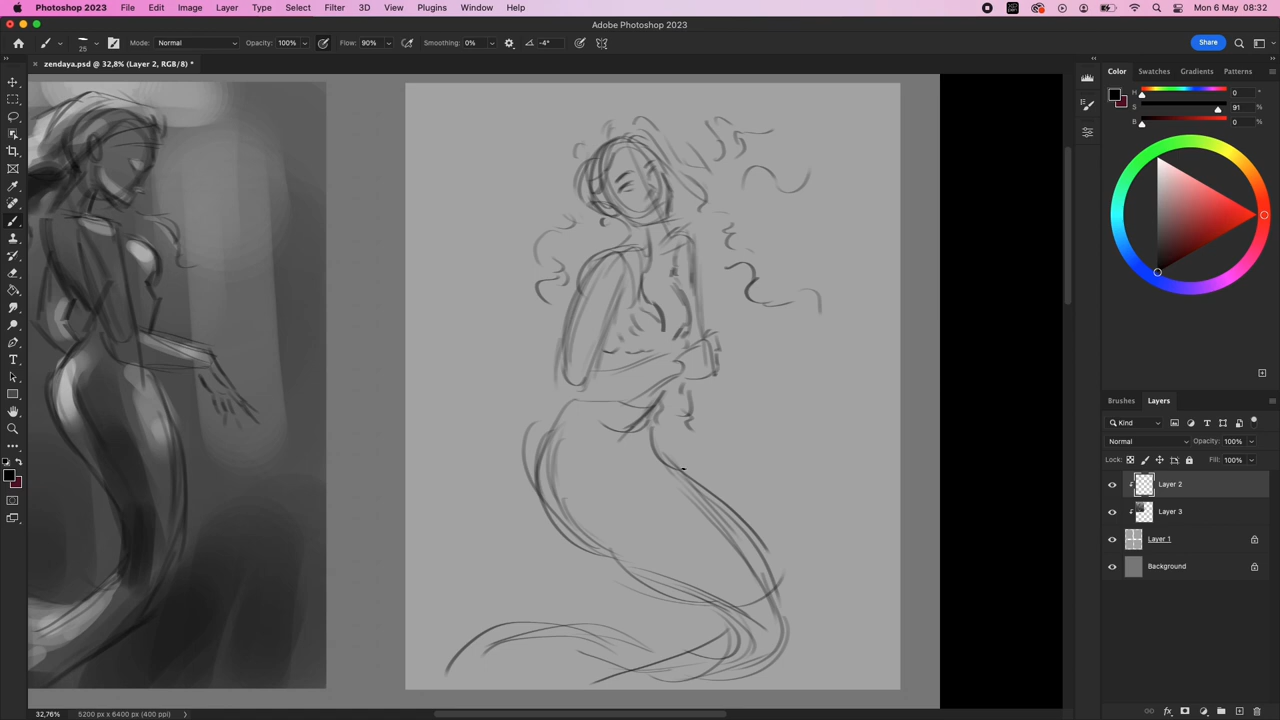 Photoshop 2023 File Edit Image Layer Type Select Filter 3D View Plugins Window Help Mon 6 May 08:32
Adobe Photoshop 2023
25 Mode: Normal Opacity: 100% Flow: 90% Smoothing: 0% -4° Share
zendaya.psd @ 32,8% (Layer 2, RGB/8) *
Color Swatches Gradients Patterns
H 0 °
S 91 %
B 0 %
Brushes Layers
Kind
Normal Opacity: 100%
Lock: Fill: 100%
Layer 2
Layer 3
Layer 1
Background
32,76% 5200 px x 6400 px (400 ppi)